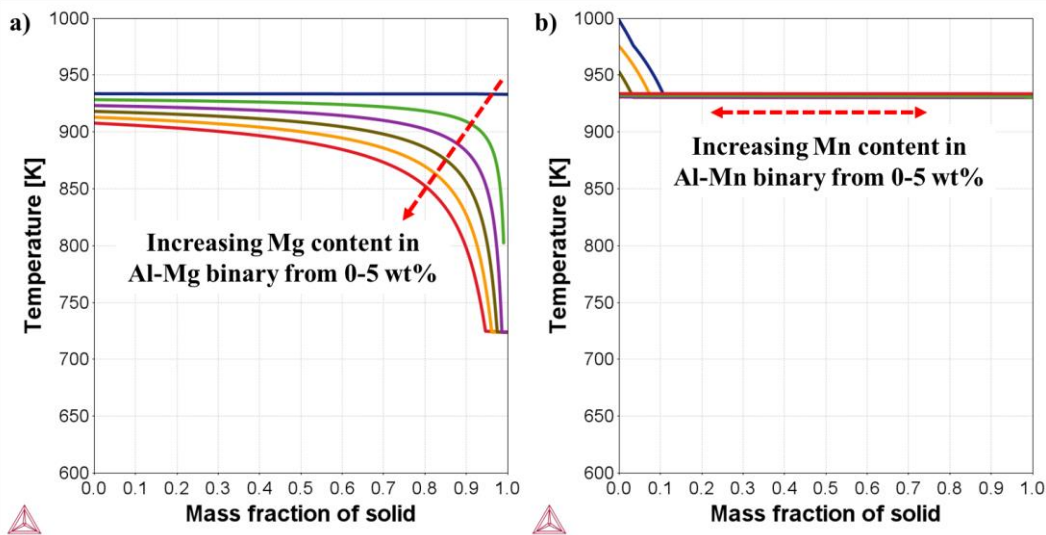 a)
1000
950
900
850
800
750
700
650
600
Temperature [K]
Increasing Mg content in
Al-Mg binary from 0-5 wt%
0.0 0.1 0.2 0.3 0.4 0.5 0.6 0.7 0.8 0.9 1.0
Mass fraction of solid
b)
1000
950
900
850
800
750
700
650
600
Temperature [K]
Increasing Mn content in
Al-Mn binary from 0-5 wt%
0.0 0.1 0.2 0.3 0.4 0.5 0.6 0.7 0.8 0.9 1.0
Mass fraction of solid